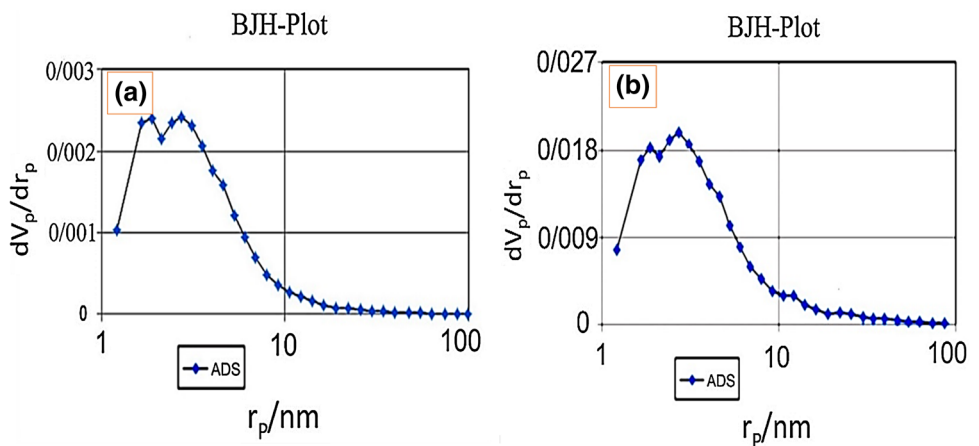 BJH-Plot
(a)
0/003
0/002
0/001
0
dVp/drp
1
10
100
ADS
rp/nm
BJH-Plot
(b)
0/027
0/018
0/009
0
dVp/drp
1
10
100
ADS
rp/nm